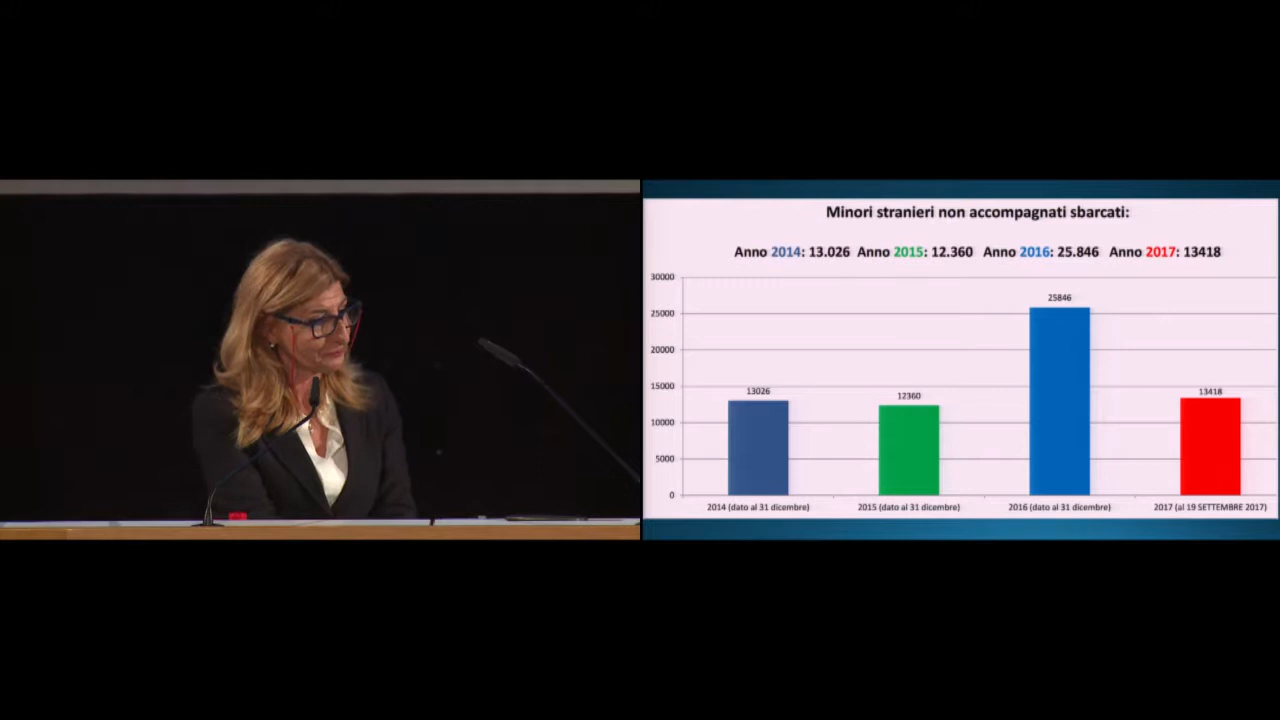 Minori stranieri non accompagnati sbarcati:
Anno 2014: 13.026 Anno 2015: 12.360 Anno 2016: 25.846 Anno 2017: 13418
30000
25000
20000
15000
10000
5000
0
13026
12360
25846
13418
2014 (dato al 31 dicembre)
2015 (dato al 31 dicembre)
2016 (dato al 31 dicembre)
2017 (al 19 SETTEMBRE 2017)